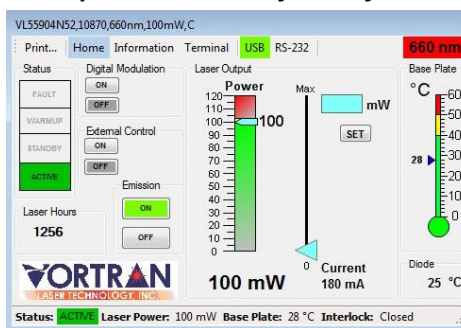 VL55904N52,10870,660nm,100mW,C
Print... Home Information Terminal USB RS-232 660 nm
Status Digital Modulation Laser Output Base Plate
FAULT
WARMUP
STANDBY
ACTIVE
ON
OFF
External Control
ON
OFF
Emission
ON
OFF
Laser Hours
1256
VORTRAN
LASER TECHNOLOGY, INC.
Power
120
110
100
90
80
70
60
50
40
30
20
10
0
100
100 mW
Max
mW
SET
0
Current
180 mA
°C
60
50
40
30
20
10
0
28
Diode
25 °C
Status: ACTIVE Laser Power: 100 mW Base Plate: 28 °C Interlock: Closed